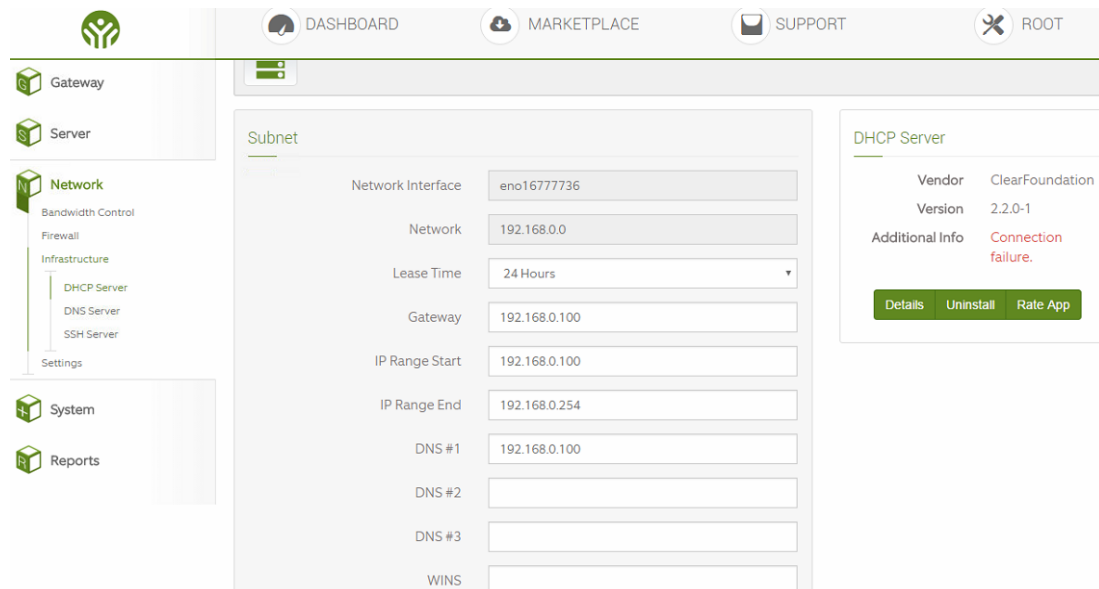 DASHBOARD
MARKETPLACE
SUPPORT
ROOT
G
Gateway
S
Server
N
Network
Bandwidth Control
Firewall
Infrastructure
DHCP Server
DNS Server
SSH Server
Settings
System
R
Reports
Subnet
Network Interface eno16777736
Network 192.168.0.0
Lease Time 24 Hours
Gateway 192.168.0.100
IP Range Start 192.168.0.100
IP Range End 192.168.0.254
DNS #1 192.168.0.100
DNS #2
DNS #3
WINS
DHCP Server
Vendor ClearFoundation
Version 2.2.0-1
Additional Info Connection
failure.
Details Uninstall Rate App